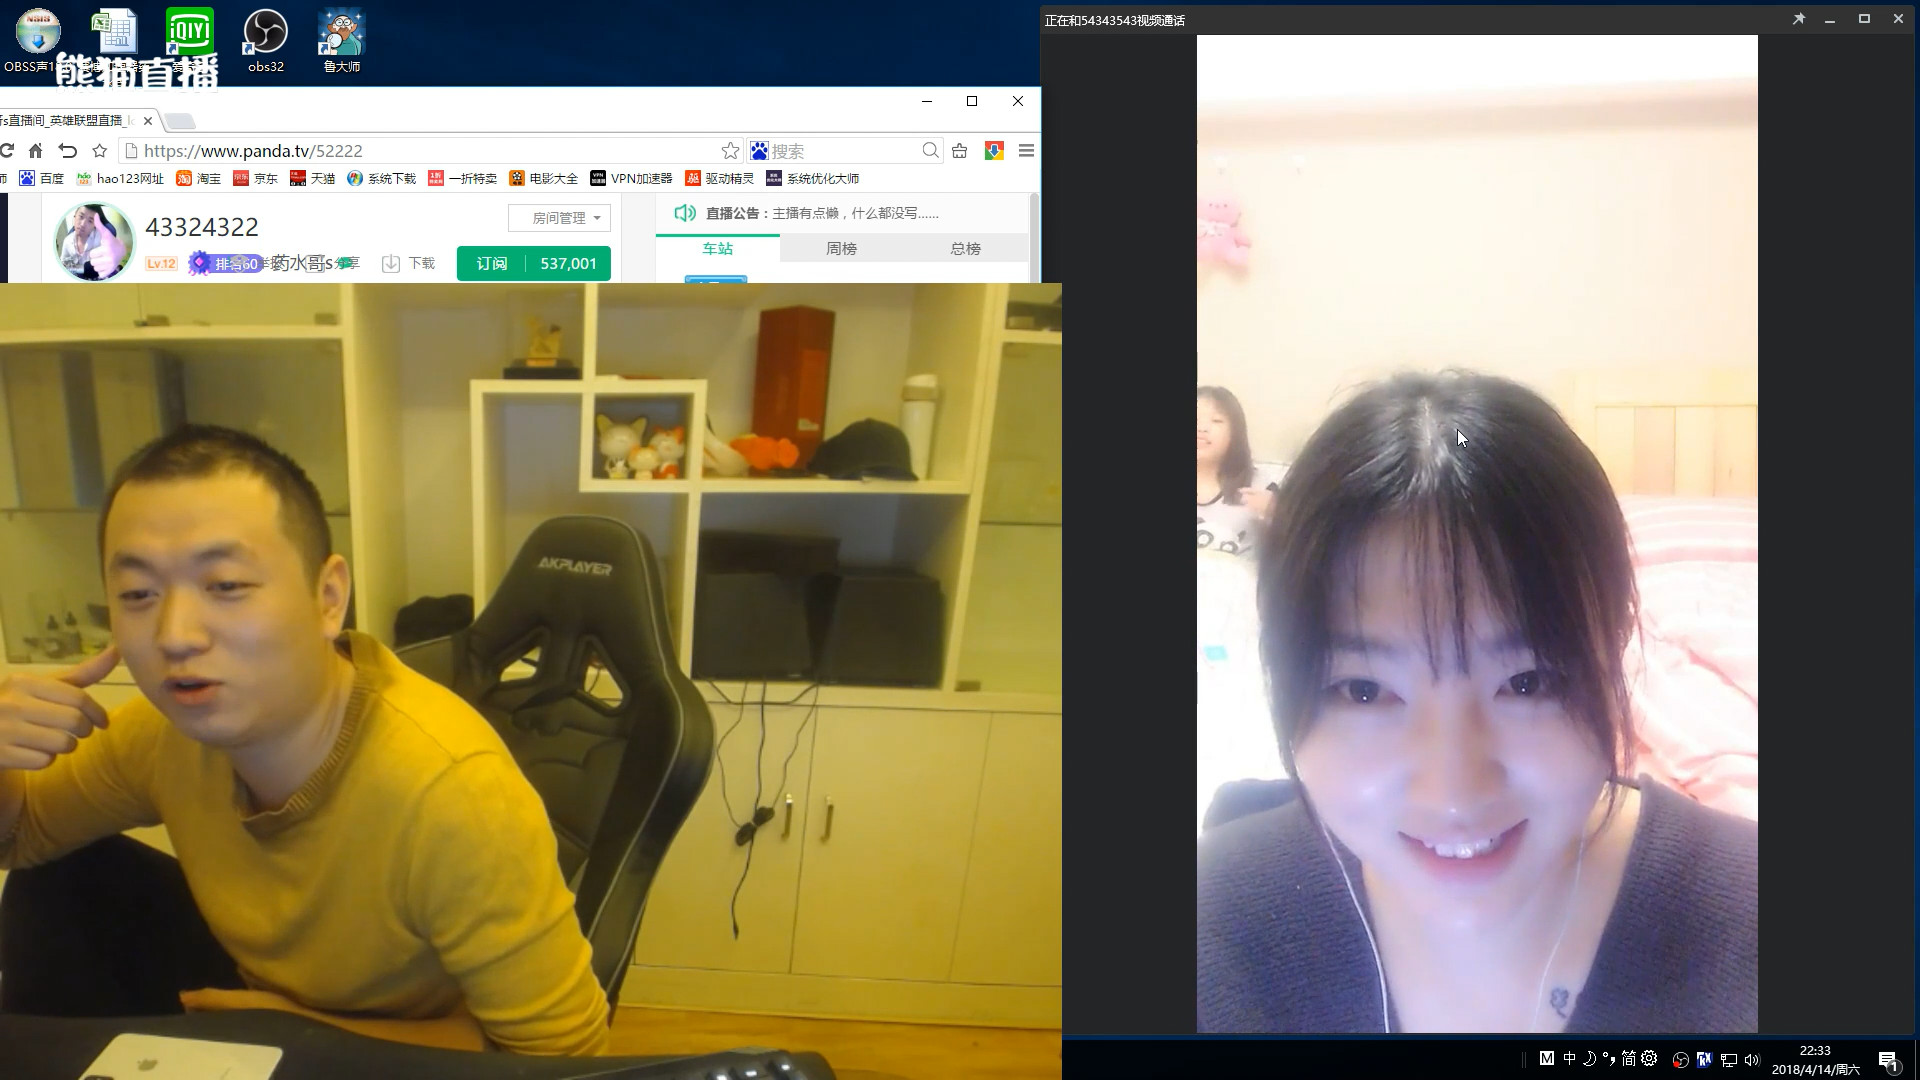 正在和54343543视频通话
NSIS
iQIYI
OBSS声
obs32
鲁大师
熊猫直播
s直播间_英雄联盟直播_
https://www.panda.tv/52222
搜索
百度
hao123网址
淘宝
京东
天猫
系统下载
一折特卖
电影大全
VPN加速器
驱动精灵
系统优化大师
43324322
房间管理
直播公告：主播有点懒，什么都没写......
车站
周榜
总榜
Lv.12
排名60
药水哥s
分享
下载
订阅
537,001
AKPLAYER
M 中 简
22:33
2018/4/14/周六
1